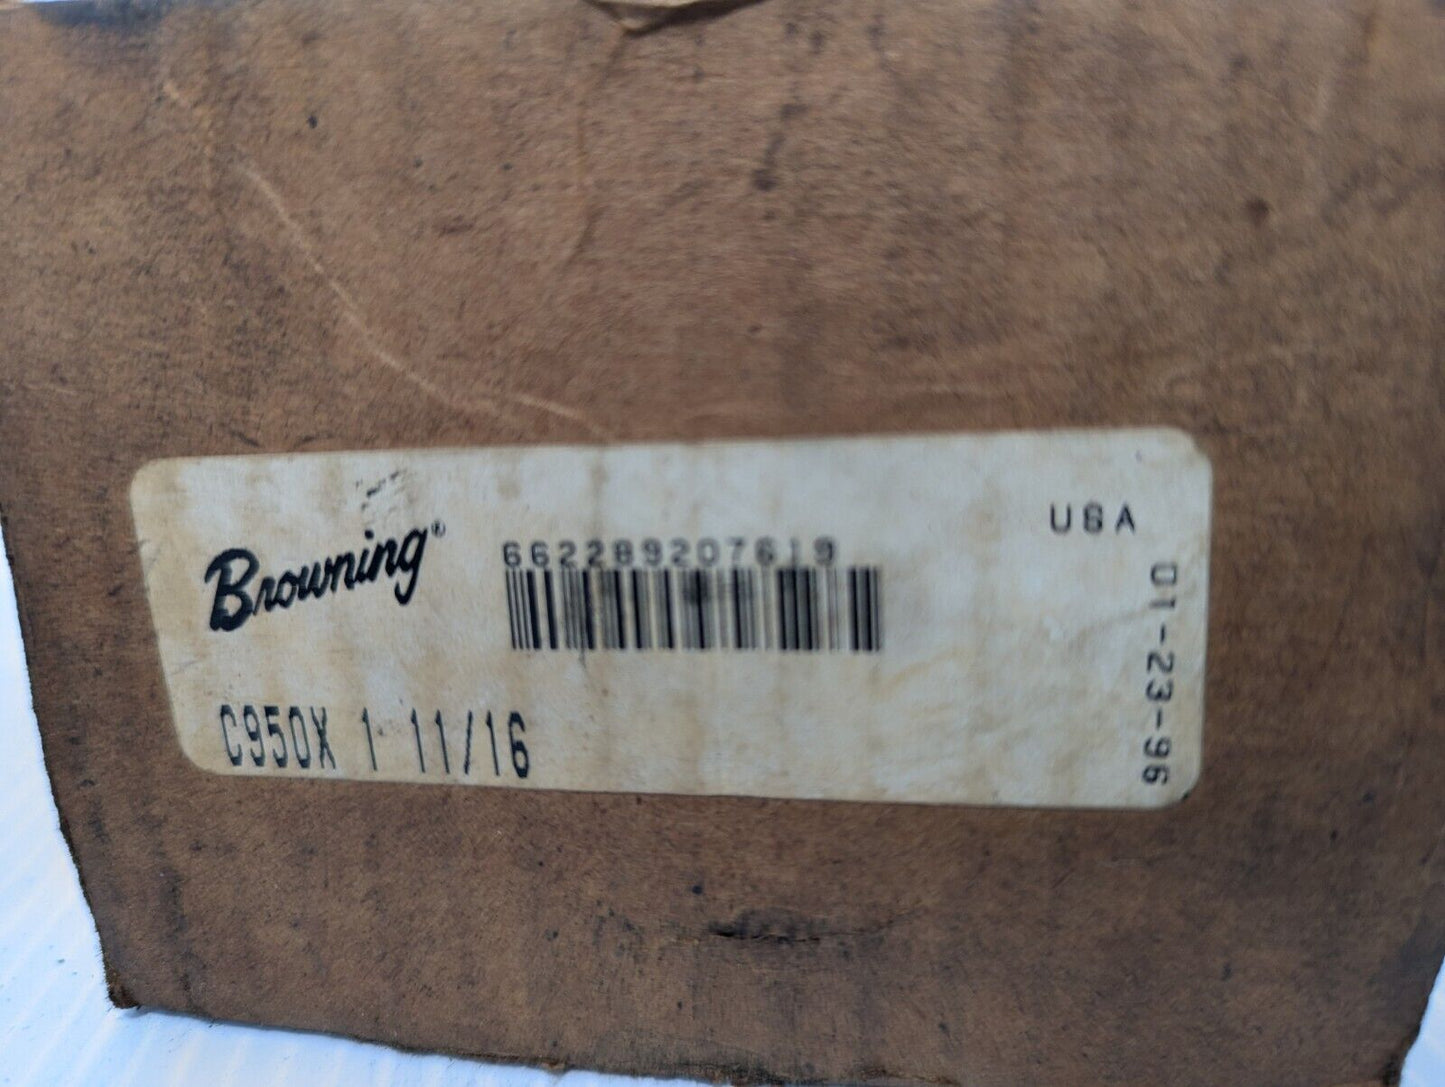 Browning®
662289207619
USA
C950X 1 11/16
01-23-96